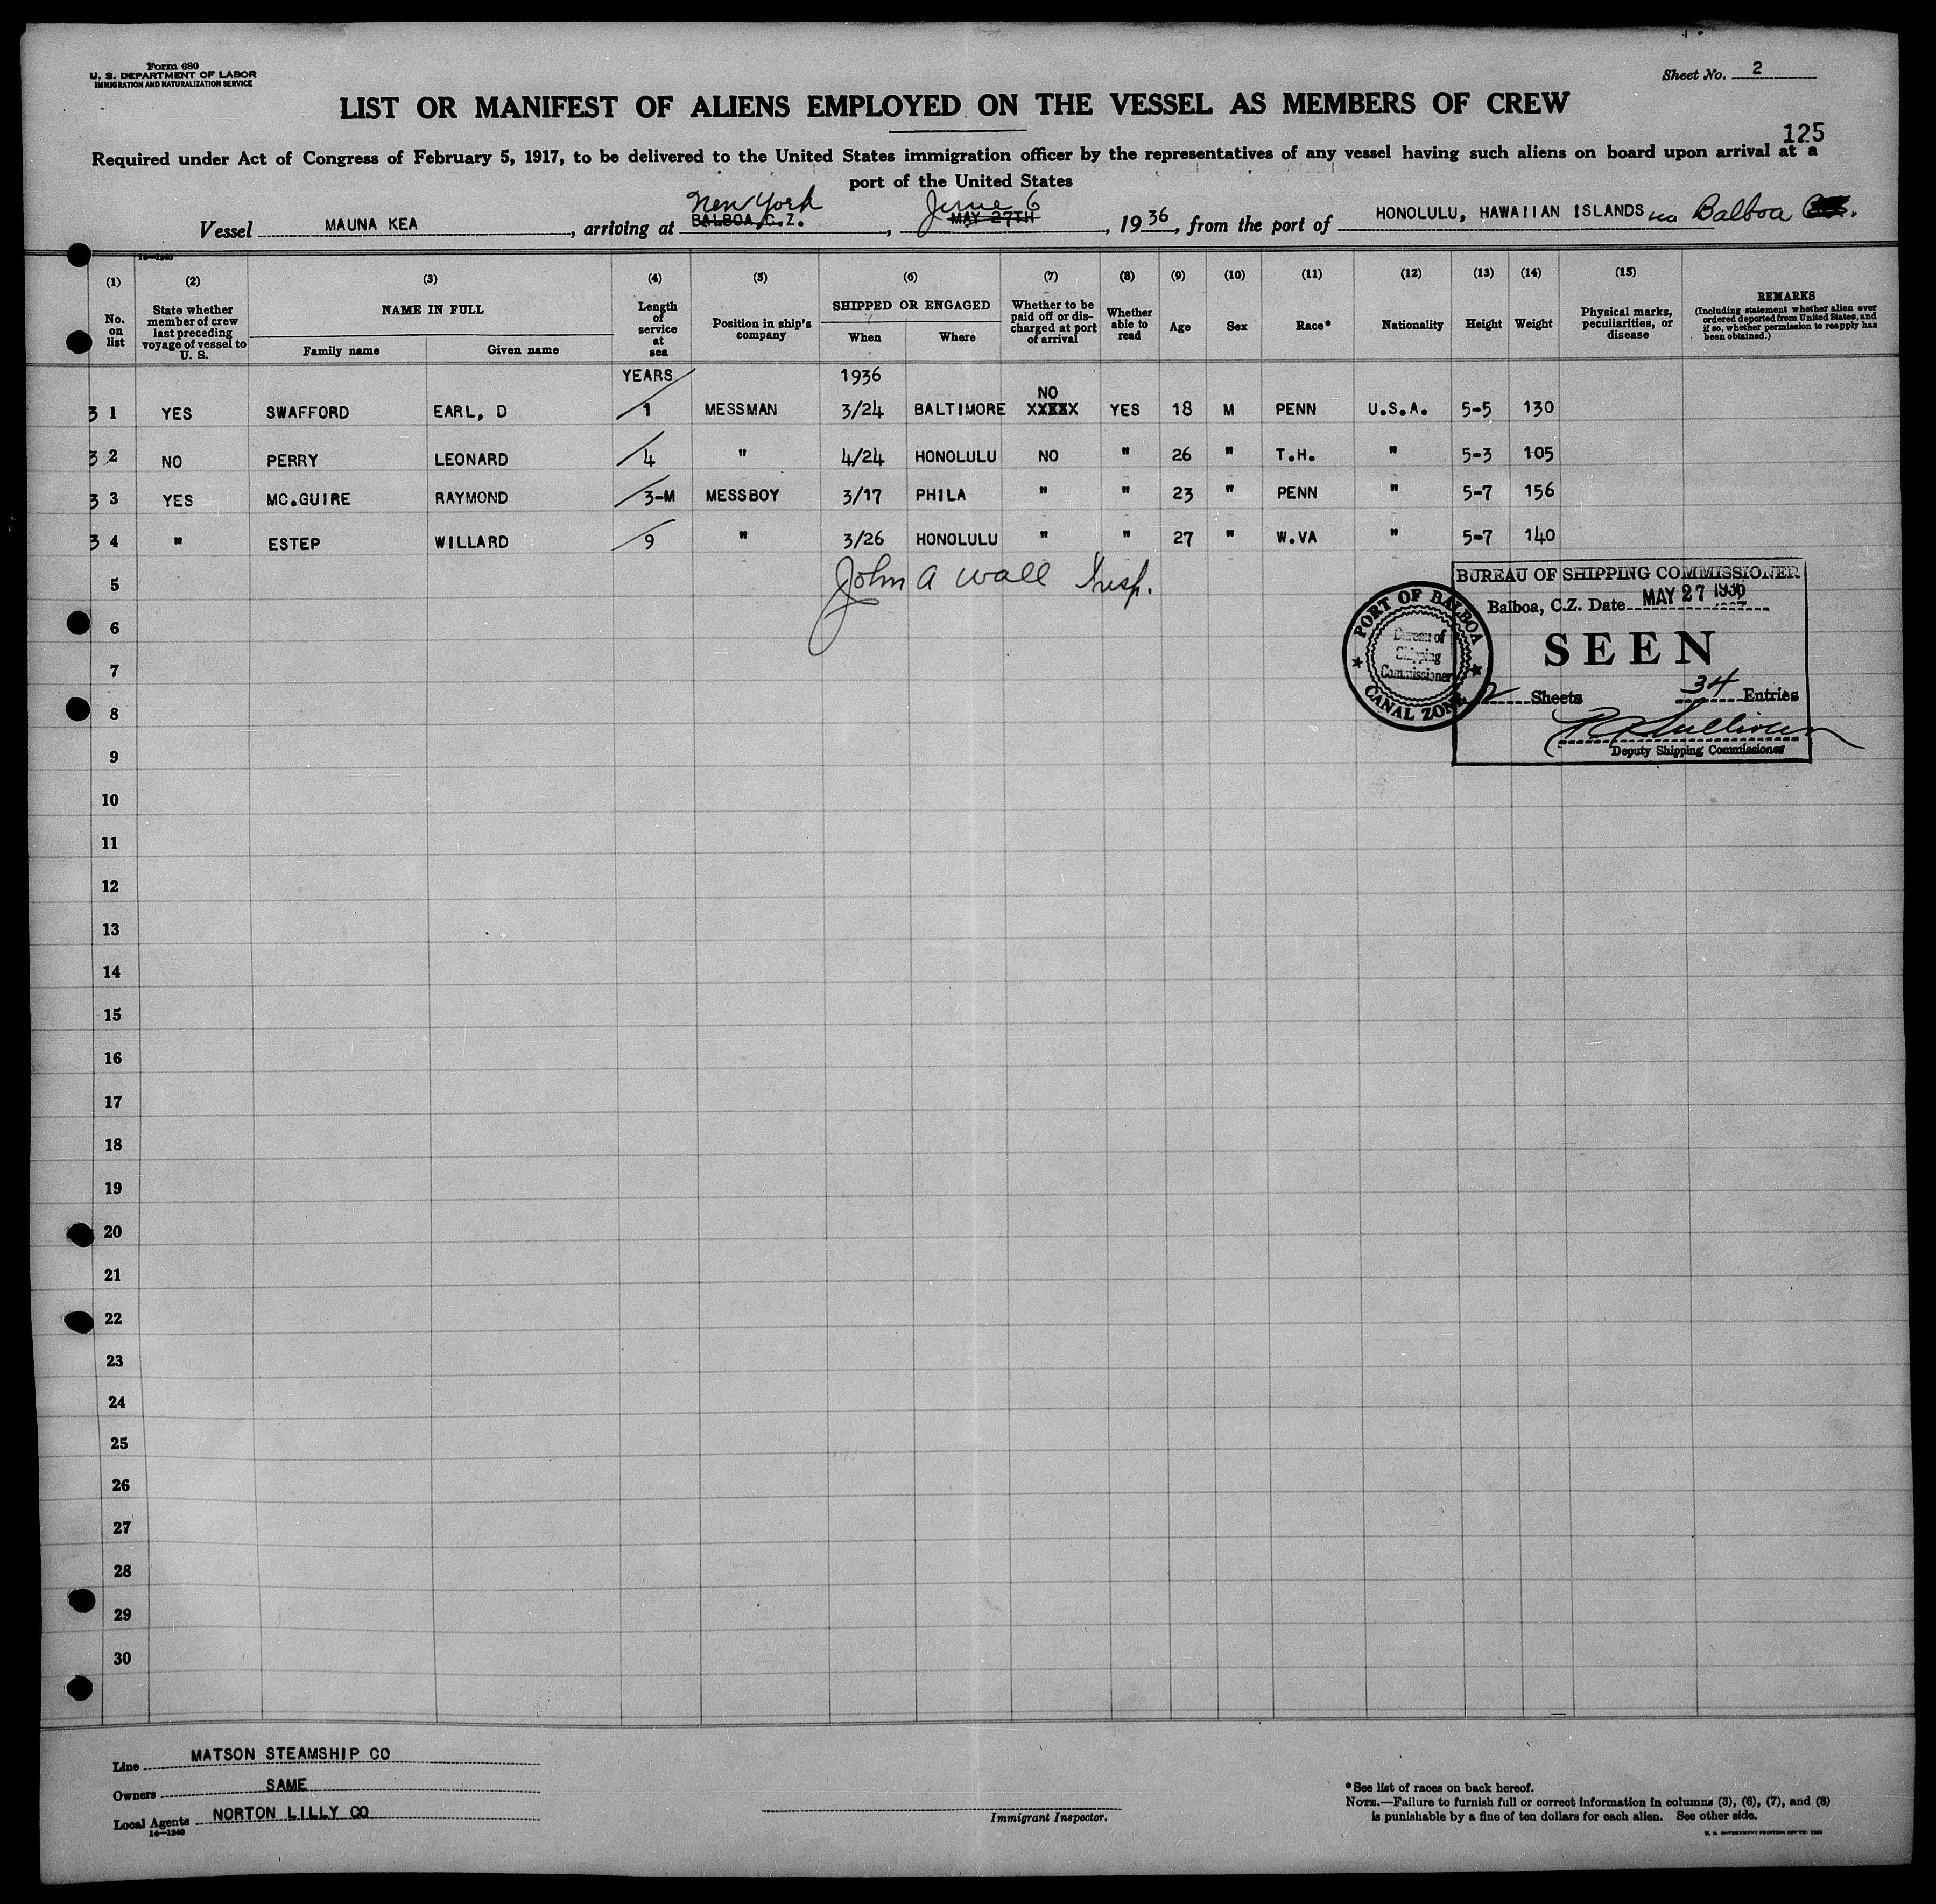 Form 680
U. S. DEPARTMENT OF LABOR
IMMIGRATION AND NATURALIZATION SERVICE
Sheet No. 2
LIST OR MANIFEST OF ALIENS EMPLOYED ON THE VESSEL AS MEMBERS OF CREW
125
Required under Act of Congress of February 5, 1917, to be delivered to the United States immigration officer by the representatives of any vessel having such aliens on board upon arrival at a
port of the United States
New York June 6
Vessel MAUNA KEA, arriving at BALBOA, C.Z., MAY 27TH, 1936, from the port of HONOLULU, HAWAIIAN ISLANDS via Balboa
14—1240
(1) (2) (3) (4) (5) (6) (7) (8) (9) (10) (11) (12) (13) (14) (15)
No. on list
State whether member of crew last preceding voyage of vessel to U. S.
NAME IN FULL
Family name Given name
Length of service at sea
Position in ship's company
SHIPPED OR ENGAGED
When Where
Whether to be paid off or discharged at port of arrival
Whether able to read
Age
Sex
Race*
Nationality
Height
Weight
Physical marks, peculiarities, or disease
REMARKS
(Including statement whether alien ever ordered deported from United States, and if so, whether permission to reapply has been obtained.)
YEARS 1936
NO
3 1 YES SWAFFORD EARL, D 1 MESSMAN 3/24 BALTIMORE XXXXX YES 18 M PENN U.S.A. 5-5 130
3 2 NO PERRY LEONARD 4 " 4/24 HONOLULU NO " 26 " T.H. " 5-3 105
3 3 YES MC.GUIRE RAYMOND 3-M MESSBOY 3/17 PHILA " " 23 " PENN " 5-7 156
3 4 " ESTEP WILLARD 9 " 3/26 HONOLULU " " 27 " W.VA " 5-7 140
John A Wall Insp.
5
6
7
8
9
10
11
12
13
14
15
16
17
18
19
20
21
22
23
24
25
26
27
28
29
30
PORT OF BALBOA
Bureau of
Shipping
Commissioner
CANAL ZONE
BUREAU OF SHIPPING COMMISSIONER
Balboa, C.Z. Date MAY 27 1936
SEEN
2 Sheets 34 Entries
Sullivan
Deputy Shipping Commissioner
Line MATSON STEAMSHIP CO
Owners SAME
Local Agents NORTON LILLY CO
14—1240
Immigrant Inspector.
*See list of races on back hereof.
NOTE.—Failure to furnish full or correct information in columns (3), (6), (7), and (8)
is punishable by a fine of ten dollars for each alien. See other side.